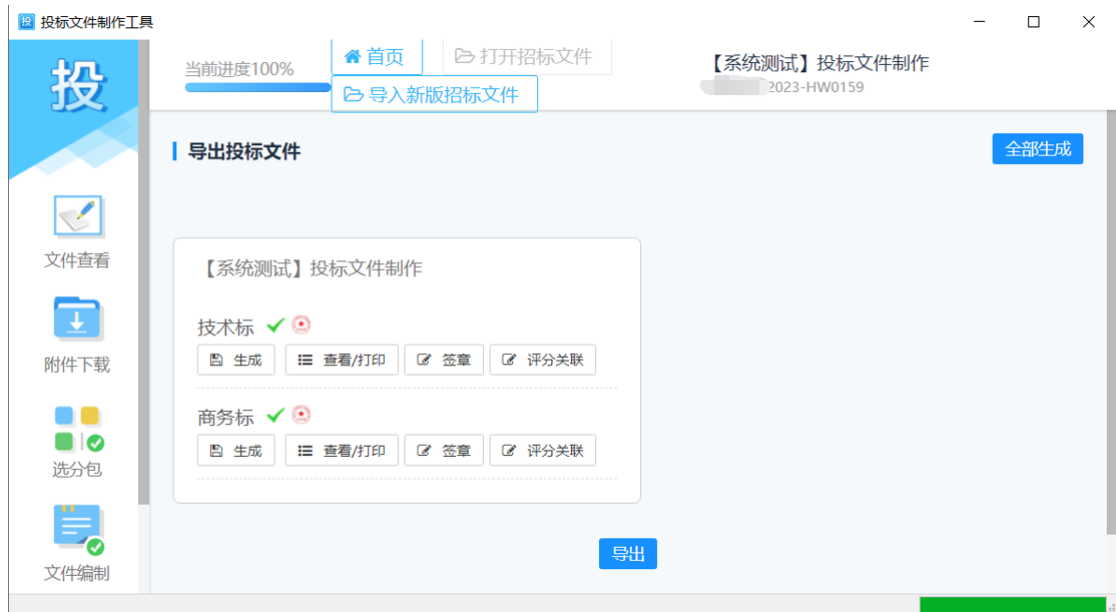 投 投标文件制作工具
投
当前进度100%
首页
打开招标文件
导入新版招标文件
【系统测试】投标文件制作
2023-HW0159
导出投标文件
全部生成
文件查看
附件下载
选分包
文件编制
【系统测试】投标文件制作
技术标
生成 查看/打印 签章 评分关联
商务标
生成 查看/打印 签章 评分关联
导出